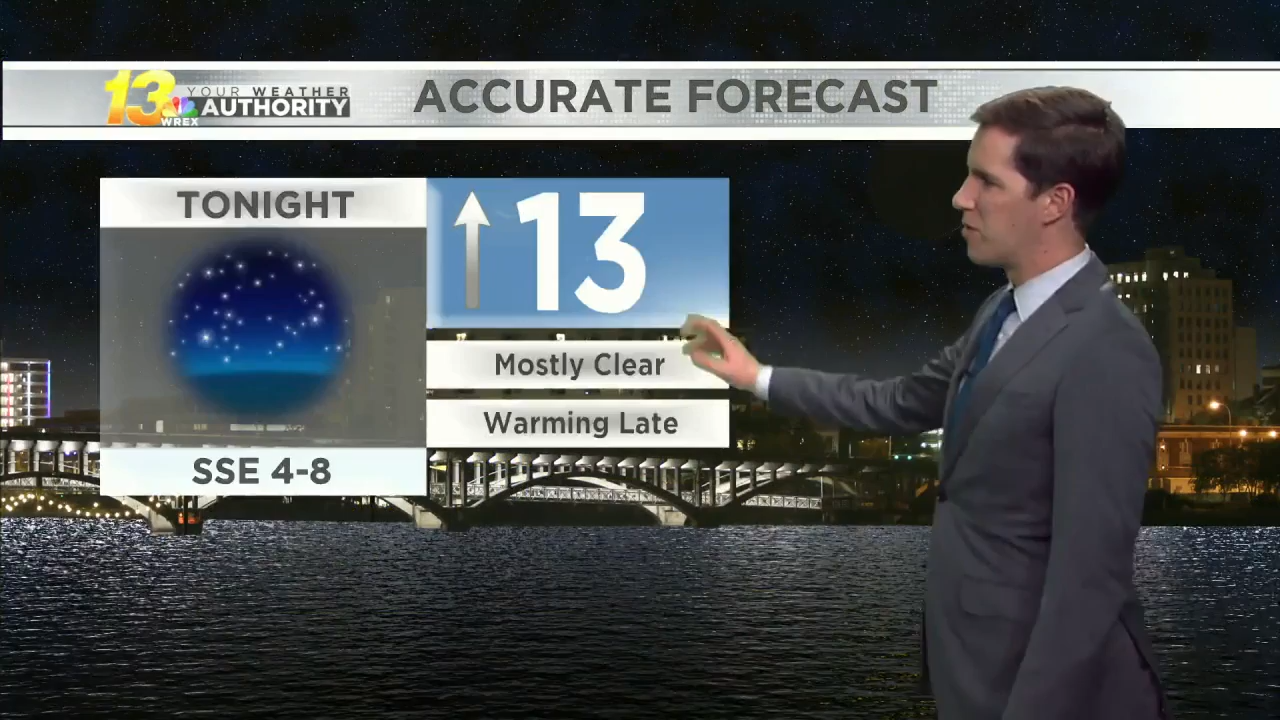 13
WREX
YOUR WEATHER
AUTHORITY
ACCURATE FORECAST
TONIGHT
13
Mostly Clear
Warming Late
SSE 4-8